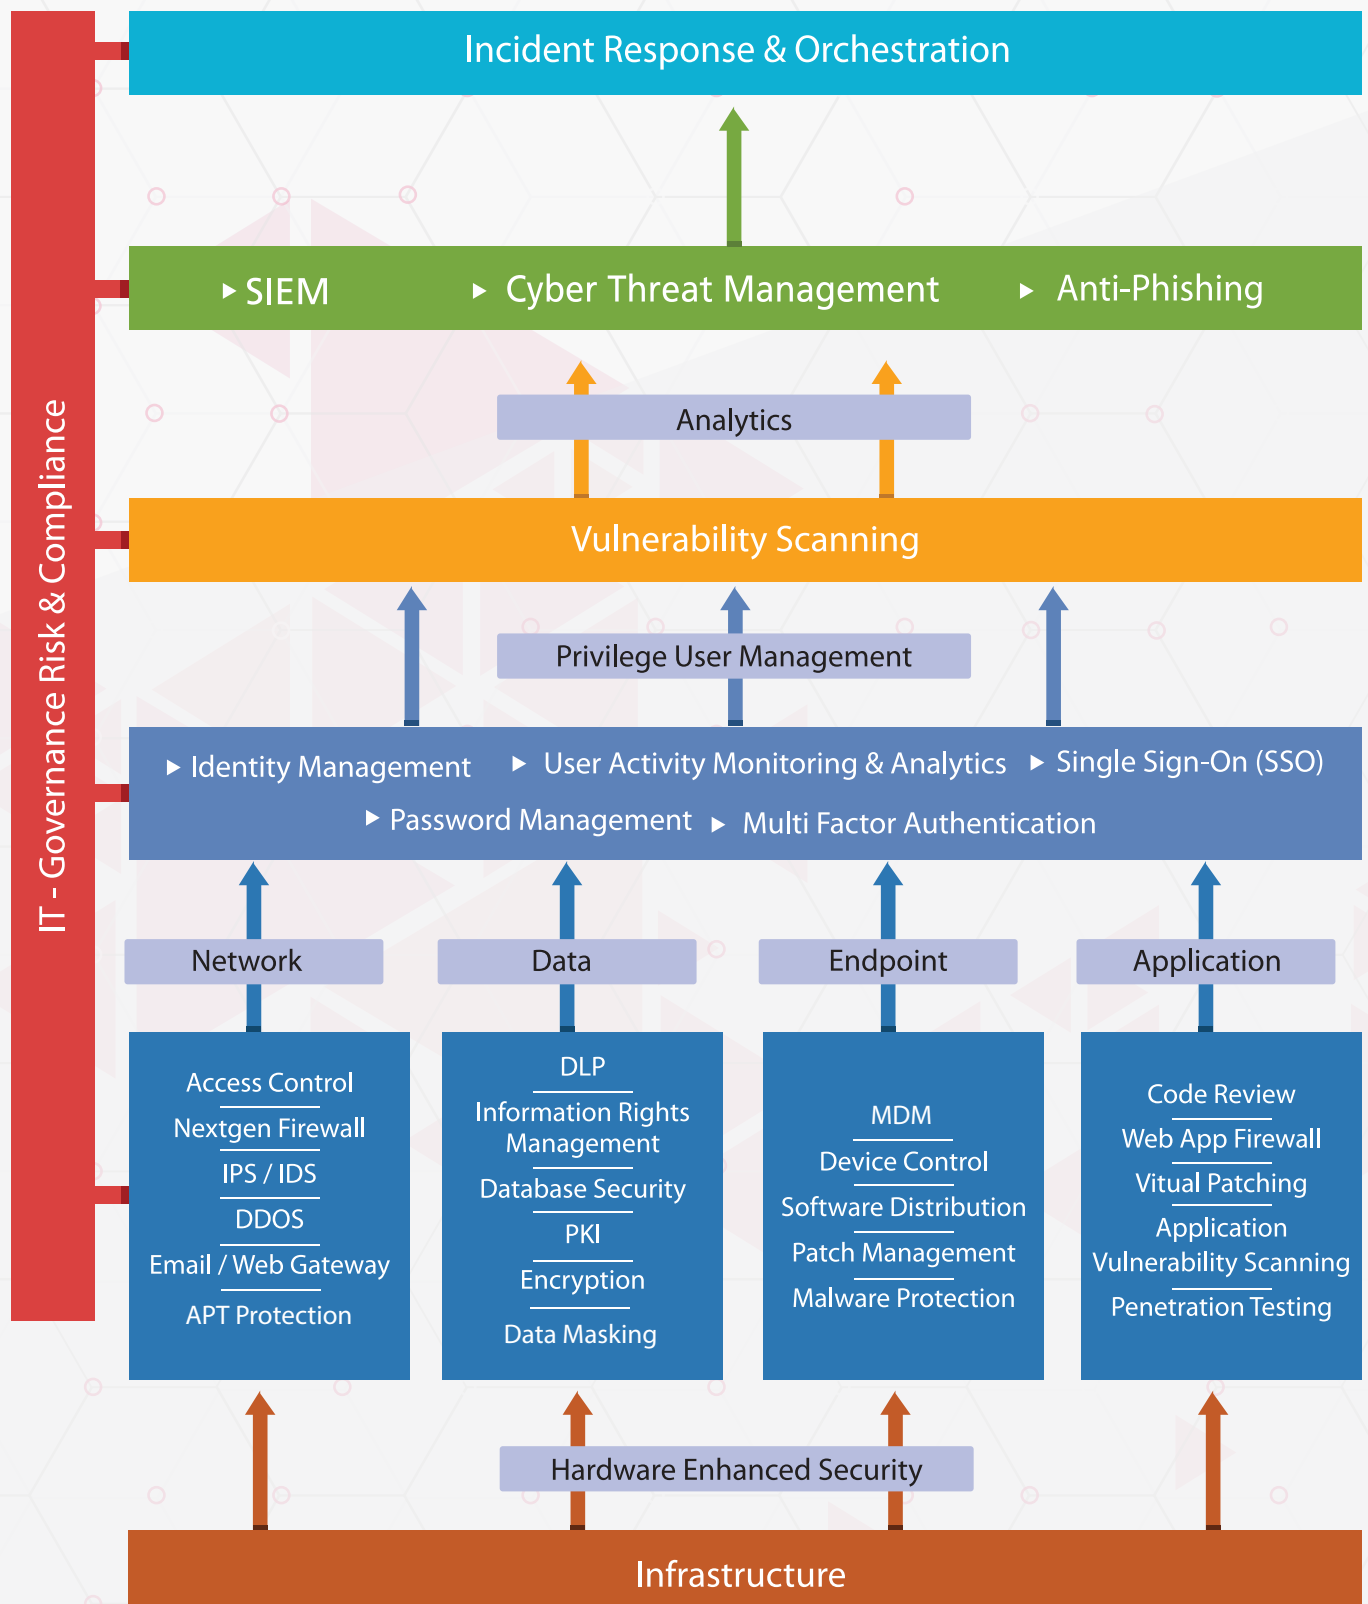 Incident Response & Orchestration
SIEM
Cyber Threat Management
Anti-Phishing
Analytics
Vulnerability Scanning
Privilege User Management
Identity Management
User Activity Monitoring & Analytics
Single Sign-On (SSO)
Password Management
Multi Factor Authentication
IT - Governance Risk & Compliance
Network
Access Control
Nextgen Firewall
IPS / IDS
DDOS
Email / Web Gateway
APT Protection
Data
DLP
Information Rights
Management
Database Security
PKI
Encryption
Data Masking
Endpoint
MDM
Device Control
Software Distribution
Patch Management
Malware Protection
Application
Code Review
Web App Firewall
Vitual Patching
Application
Vulnerability Scanning
Penetration Testing
Hardware Enhanced Security
Infrastructure